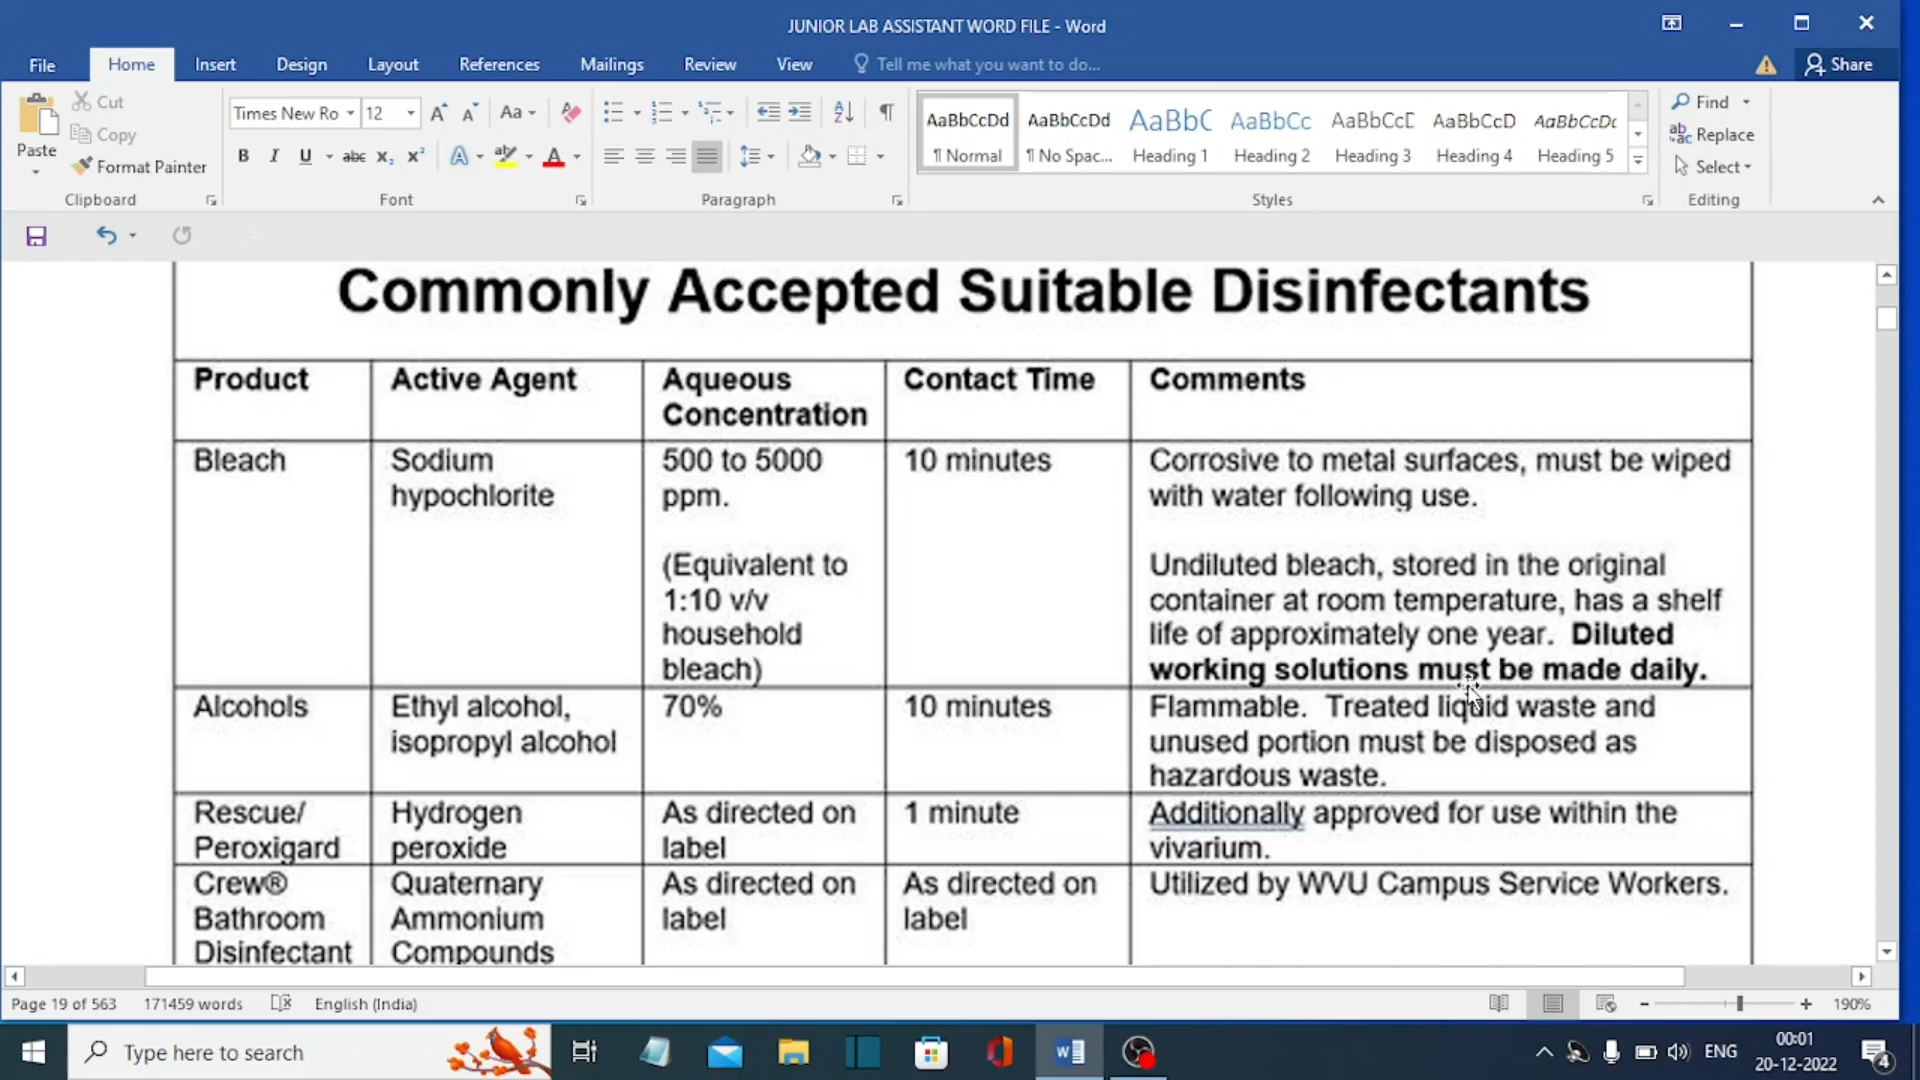 JUNIOR LAB ASSISTANT WORD FILE - Word
File Home Insert Design Layout References Mailings Review View Tell me what you want to do... Share
Paste
Cut
Copy
Format Painter
Clipboard
Times New Ro 12
Aa
B I U abc X₂ X² A ab A
Font
Paragraph
AaBbCcDd AaBbCcDd AaBbC AaBbCc AaBbCcD AaBbCcD AaBbCcDc
¶ Normal ¶ No Spac... Heading 1 Heading 2 Heading 3 Heading 4 Heading 5
Styles
Find
Replace
Select
Editing
Commonly Accepted Suitable Disinfectants
Product
Active Agent
Aqueous
Concentration
Contact Time
Comments
Bleach
Sodium
hypochlorite
500 to 5000
ppm.
(Equivalent to
1:10 v/v
household
bleach)
10 minutes
Corrosive to metal surfaces, must be wiped
with water following use.
Undiluted bleach, stored in the original
container at room temperature, has a shelf
life of approximately one year. Diluted
working solutions must be made daily.
Alcohols
Ethyl alcohol,
isopropyl alcohol
70%
10 minutes
Flammable. Treated liquid waste and
unused portion must be disposed as
hazardous waste.
Rescue/
Peroxigard
Hydrogen
peroxide
As directed on
label
1 minute
Additionally approved for use within the
vivarium.
Crew®
Bathroom
Disinfectant
Quaternary
Ammonium
Compounds
As directed on
label
As directed on
label
Utilized by WVU Campus Service Workers.
Page 19 of 563 171459 words English (India) 190%
Type here to search
ENG
00:01
20-12-2022
4